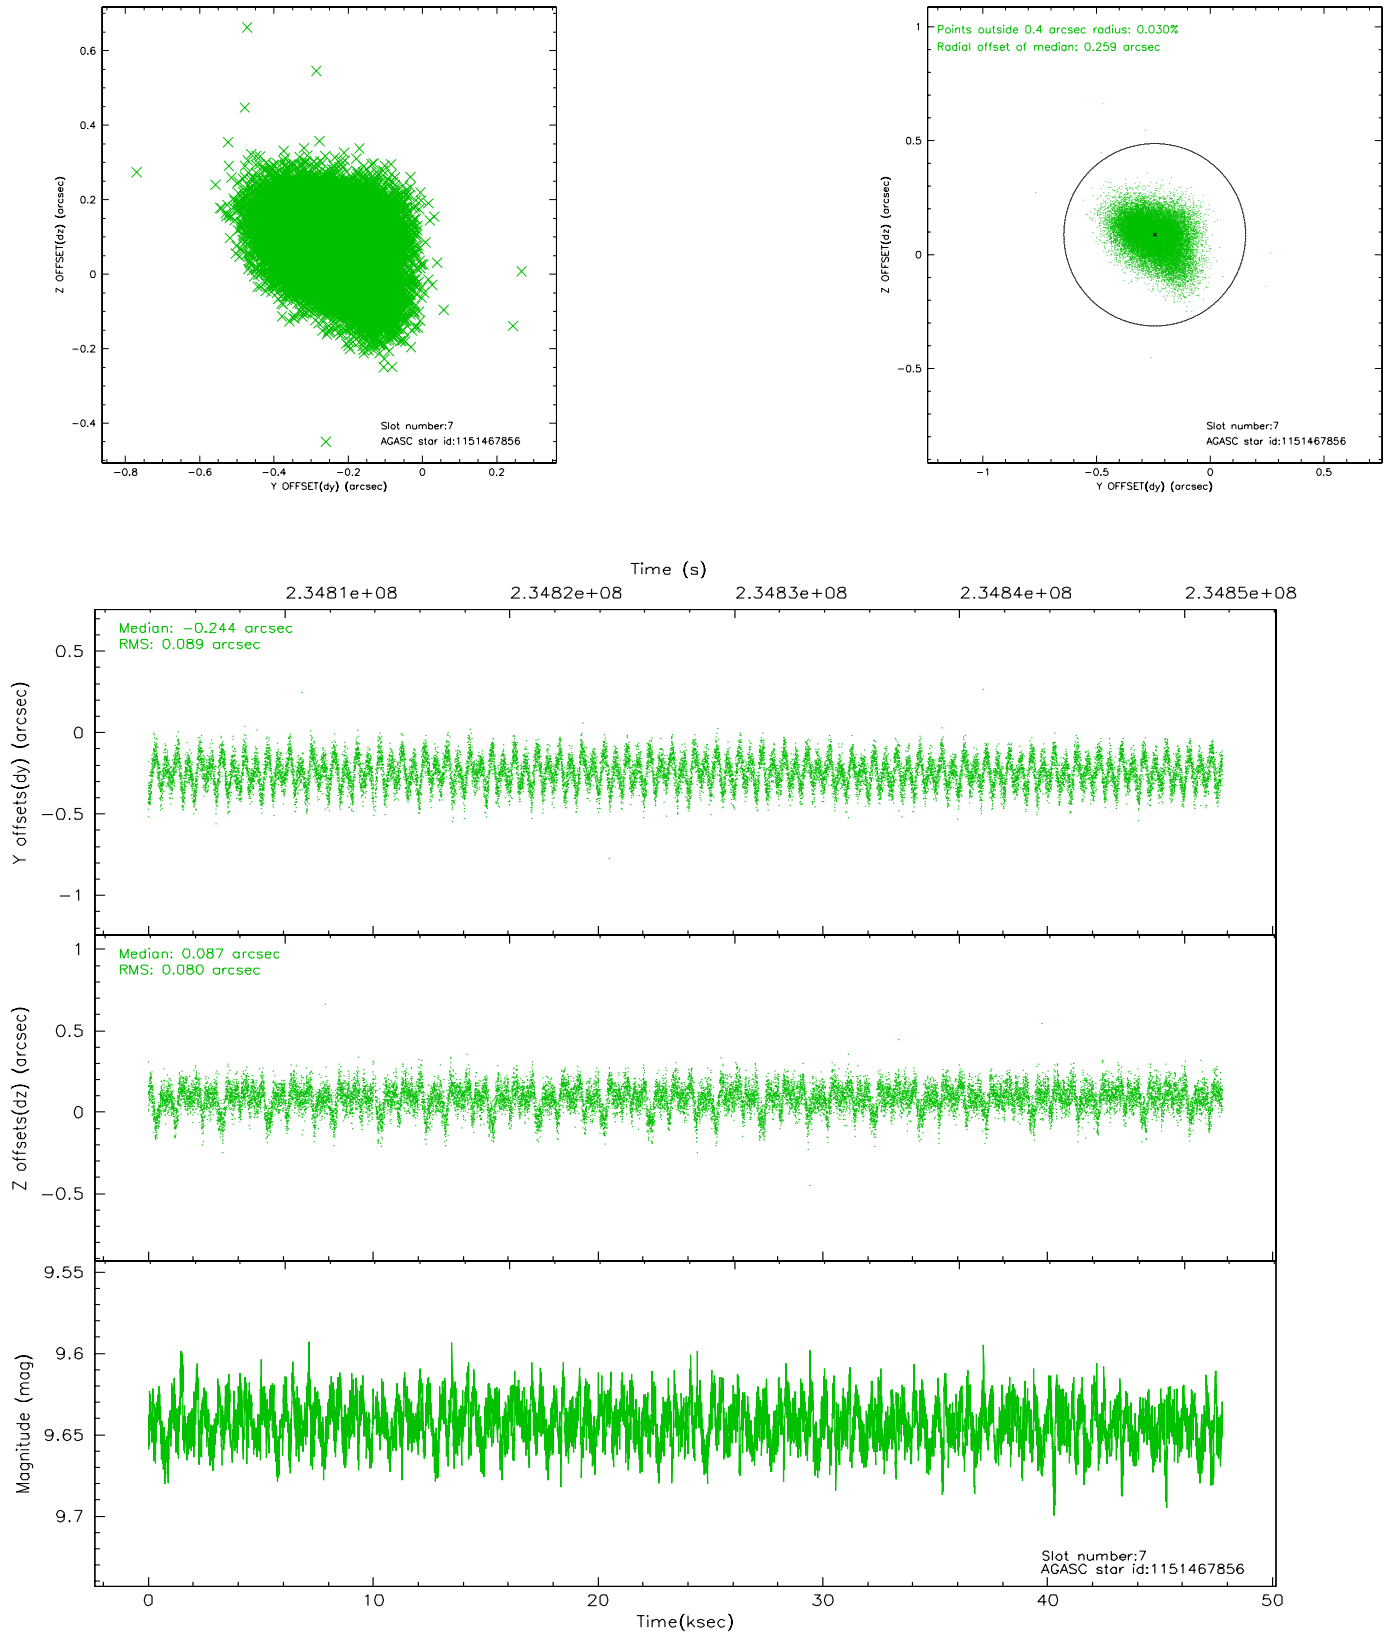 0.6
0.4
0.2
0
−0.2
−0.4
Z OFFSET(dz) (arcsec)
−0.8
−0.6
−0.4
−0.2
0
0.2
Y OFFSET(dy) (arcsec)
Slot number:7
AGASC star id:1151467856
Points outside 0.4 arcsec radius: 0.030%
Radial offset of median: 0.259 arcsec
1
0.5
0
−0.5
Z OFFSET(dz) (arcsec)
−1
−0.5
0
0.5
Y OFFSET(dy) (arcsec)
Slot number:7
AGASC star id:1151467856
Time (s)
2.3481e+08
2.3482e+08
2.3483e+08
2.3484e+08
2.3485e+08
Median: −0.244 arcsec
RMS: 0.089 arcsec
0.5
0
−0.5
−1
Y offsets(dy) (arcsec)
Median: 0.087 arcsec
RMS: 0.080 arcsec
1
0.5
0
−0.5
Z offsets(dz) (arcsec)
9.55
9.6
9.65
9.7
Magnitude (mag)
Slot number:7
AGASC star id:1151467856
0
10
20
30
40
50
Time(ksec)